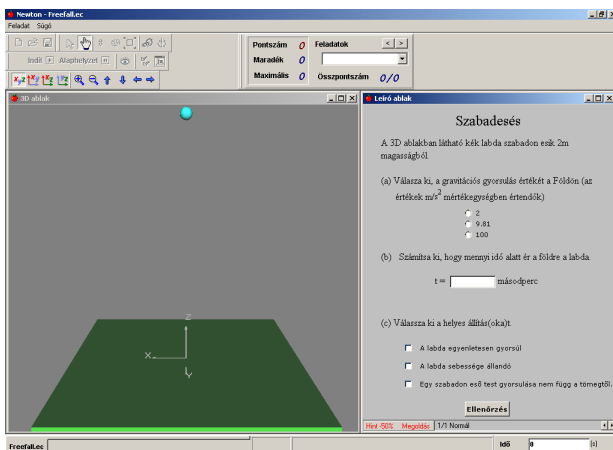 Newton - Freefall.ec
Feladat Súgó
Pontszám 0 Feladatok < >
Indít Alaphelyzet Maradék 0
Maximális 0 Összpontszám 0/0
3D ablak
Z
X
Y
Leíró ablak
Szabadesés
A 3D ablakban látható kék labda szabadon esik 2m
magasságból.
(a) Válasza ki, a gravitációs gyorsulás értékét a Földön (az
értékek m/s² mértékegységben értendők)
2
9.81
100
(b) Számítsa ki, hogy mennyi idő alatt ér a földre a labda.
t = másodperc
(c) Válassza ki a helyes állítás(oka)t.
A labda egyenletesen gyorsúl
A labda sebessége állandó
Egy szabadon eső test gyorsulása nem függ a tömegtől.
Ellenőrzés
Hint -50% Megoldás 1/1 Normál
Freefall.ec Idő 0 [s]